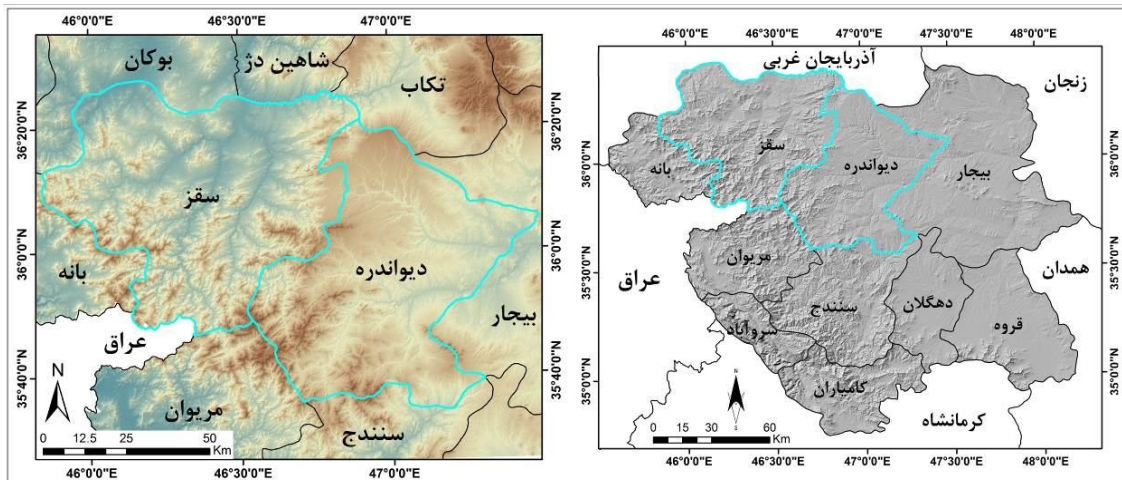 46°0'0"E 46°30'0"E 47°0'0"E
بوکان
شاهین دژ
تکاب
36°20'0"N
36°20'0"N
سقز
36°0'0"N
36°0'0"N
بانه
دیواندره
بیجار
عراق
35°40'0"N
35°40'0"N
N
مریوان
سنندج
0 12.5 25 50
Km
46°0'0"E 46°30'0"E 47°0'0"E
46°0'0"E 46°30'0"E 47°0'0"E 47°30'0"E 48°0'0"E
آذربایجان غربی
زنجان
سقز
36°0'0"N
36°0'0"N
بانه
دیواندره
بیجار
مریوان
همدان
35°30'0"N
35°30'0"N
عراق
سنندج
دهگلان
سروآباد
قروه
35°0'0"N
35°0'0"N
کامیاران
N
S
کرمانشاه
0 15 30 60
Km
46°0'0"E 46°30'0"E 47°0'0"E 47°30'0"E 48°0'0"E